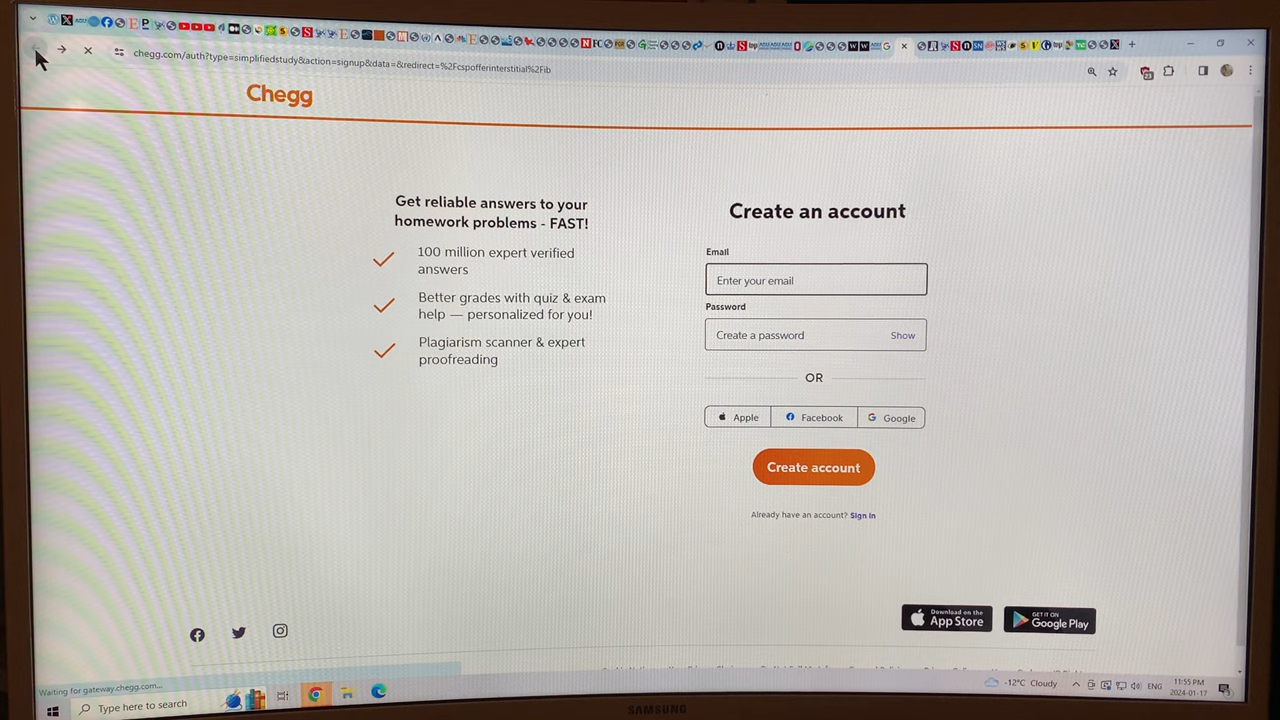 chegg.com/auth?type=simplifiedstudy&action=signup&data=&redirect=%2Fcspofferinterstitial%2Fib
Chegg
Get reliable answers to your
homework problems - FAST!
100 million expert verified
answers
Better grades with quiz & exam
help — personalized for you!
Plagiarism scanner & expert
proofreading
Create an account
Email
Enter your email
Password
Create a password Show
OR
Apple Facebook Google
Create account
Already have an account? Sign In
Download on the
App Store
GET IT ON
Google Play
Waiting for gateway.chegg.com...
Type here to search
-12°C Cloudy
ENG
11:55 PM
2024-01-17
SAMSUNG